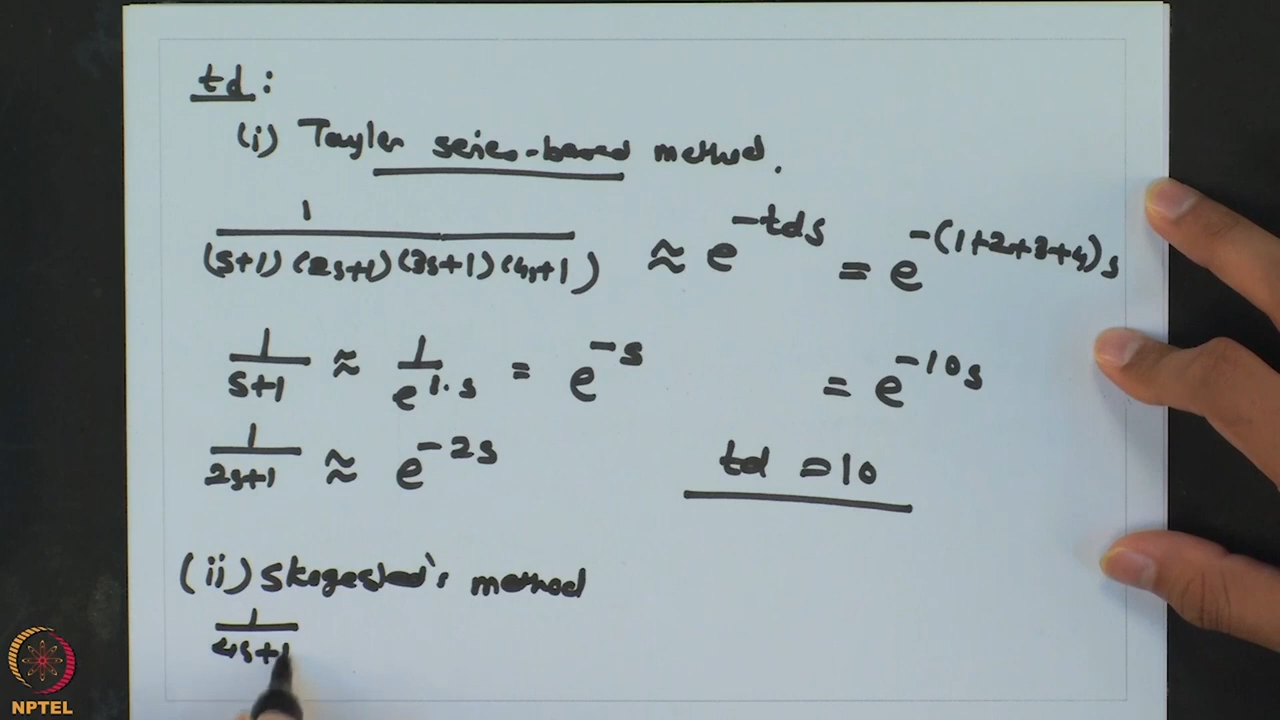 td :
(i) Tayler series-based method.
1 / (s+1) (2s+1) (3s+1) (4s+1) ≈ e^{-tds} = e^{-(1+2+3+4)s}
1 / s+1 ≈ 1 / e^{1.s} = e^{-s} = e^{-10s}
1 / 2s+1 ≈ e^{-2s} td = 10
(ii) Skogestad's method
1 / 4s+1
NPTEL